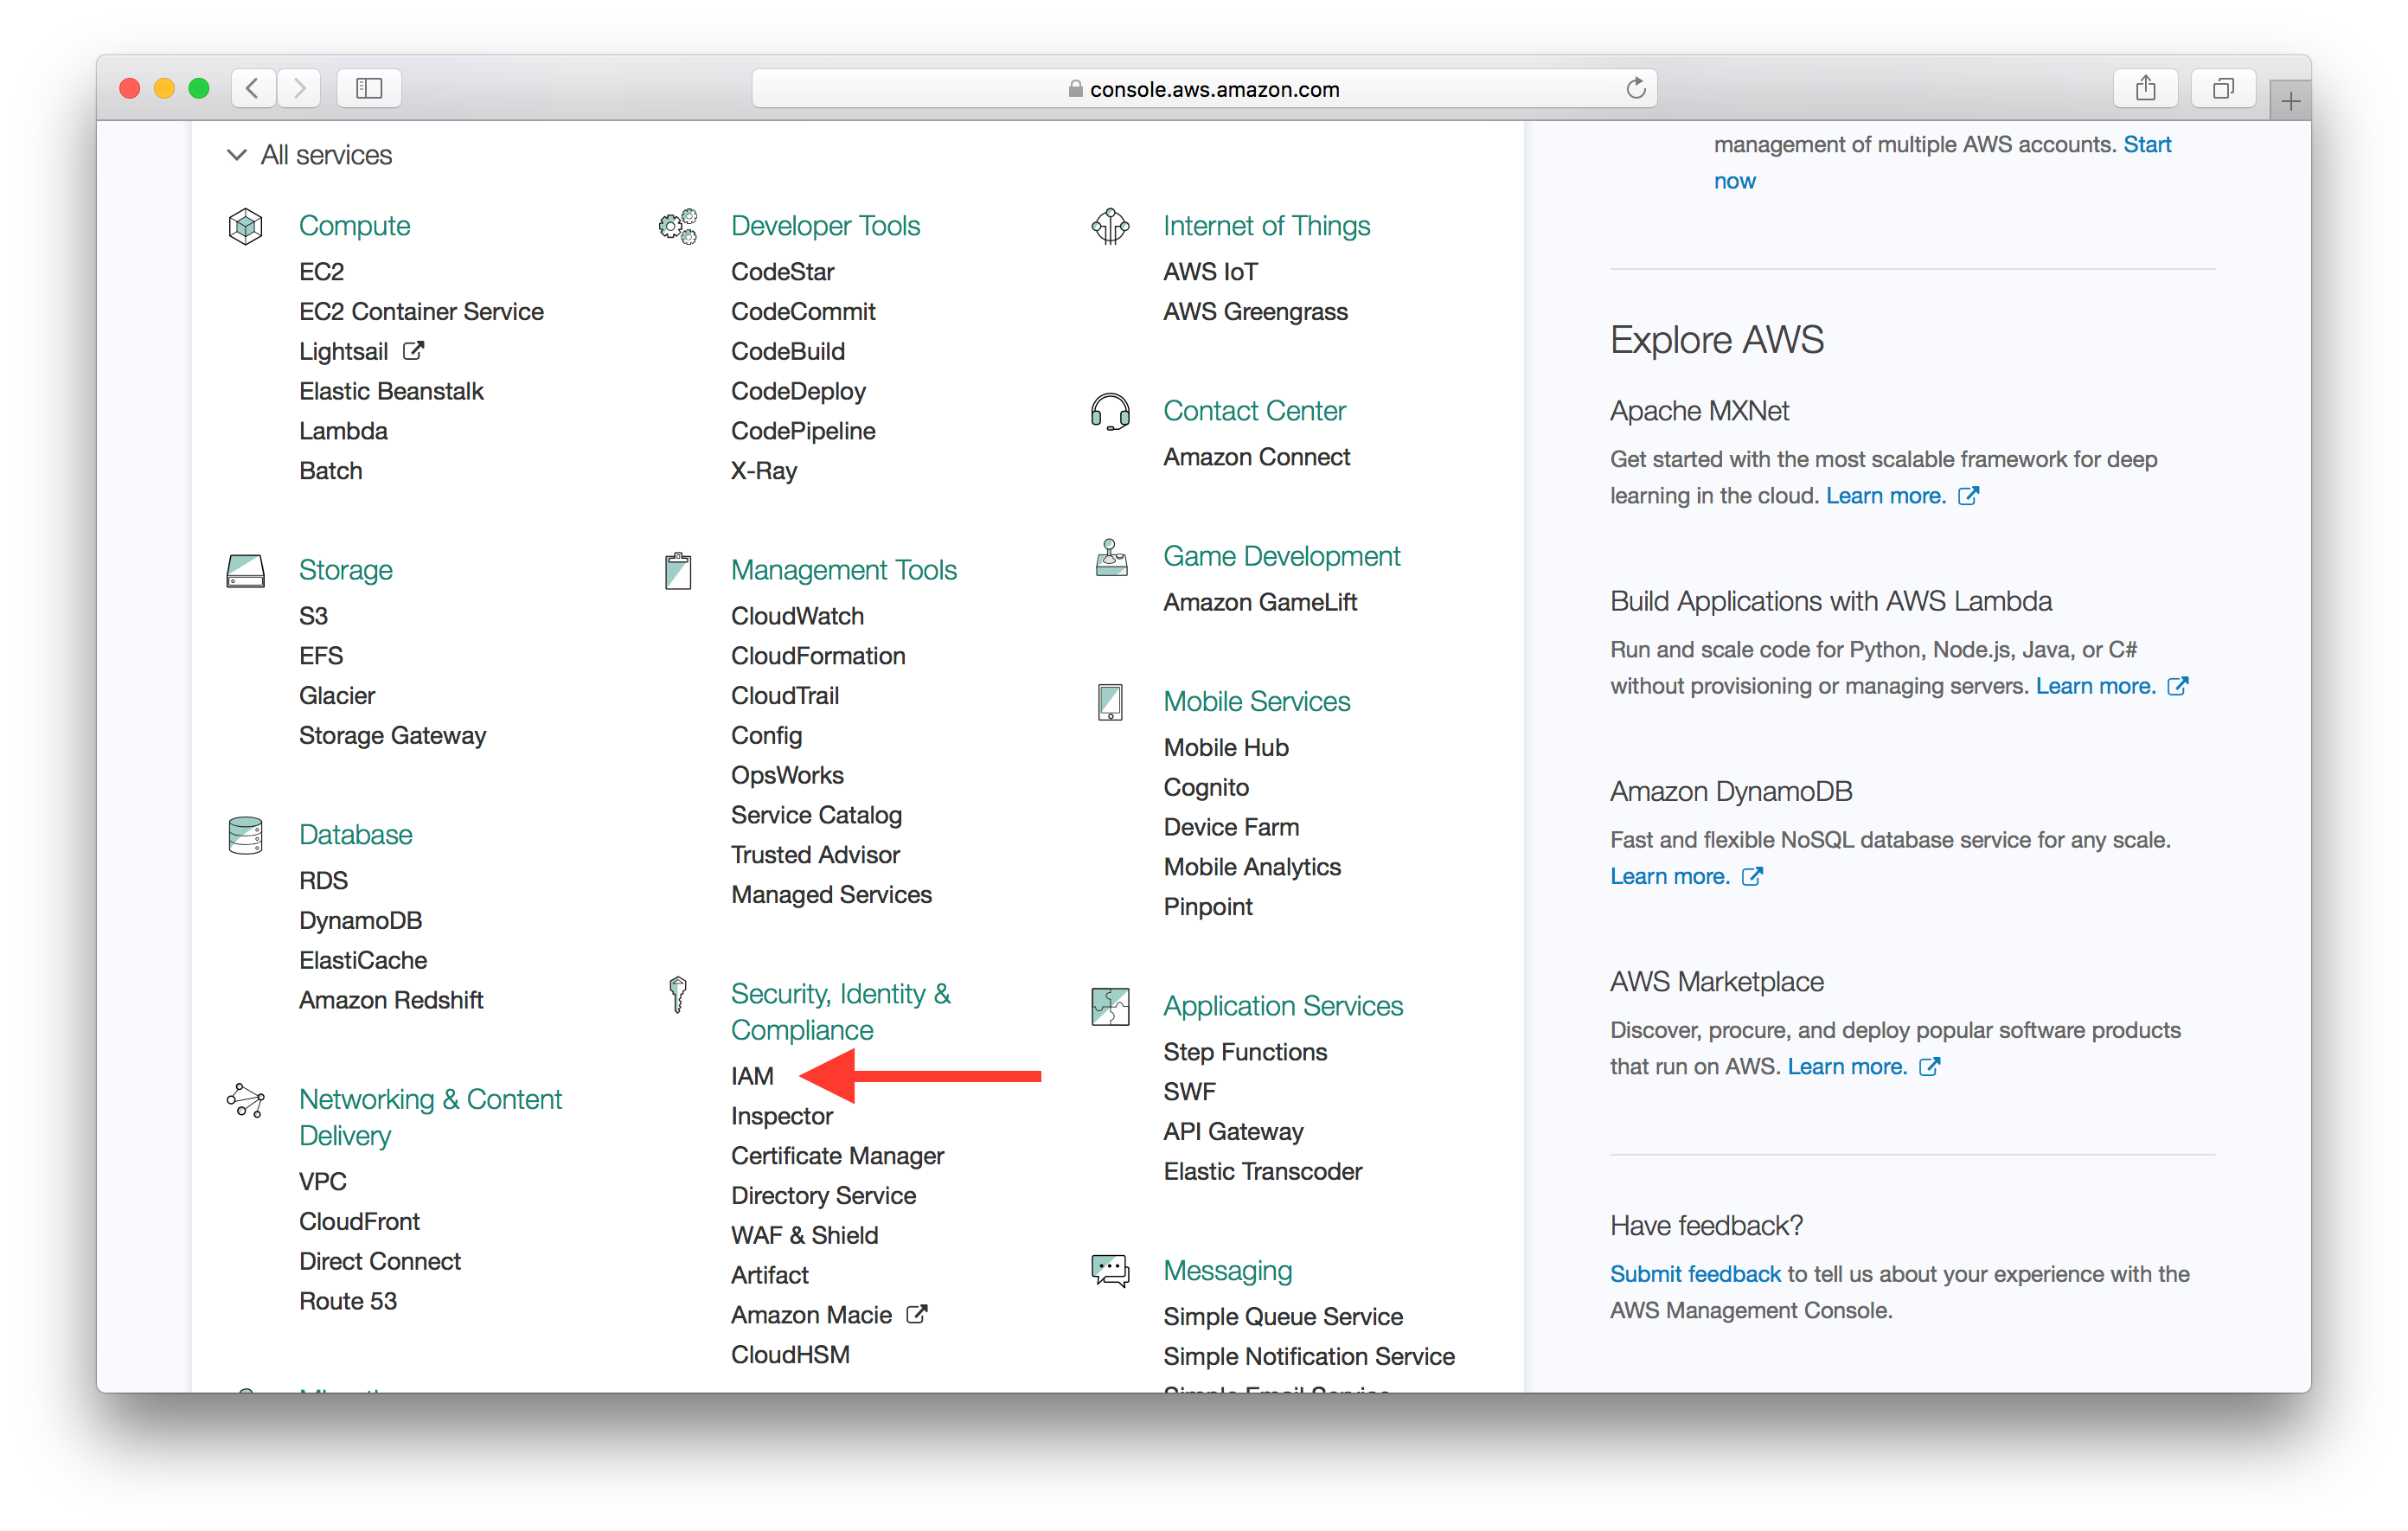 console.aws.amazon.com
All services
Compute
EC2
EC2 Container Service
Lightsail
Elastic Beanstalk
Lambda
Batch
Storage
S3
EFS
Glacier
Storage Gateway
Database
RDS
DynamoDB
ElastiCache
Amazon Redshift
Networking & Content
Delivery
VPC
CloudFront
Direct Connect
Route 53
Developer Tools
CodeStar
CodeCommit
CodeBuild
CodeDeploy
CodePipeline
X-Ray
Management Tools
CloudWatch
CloudFormation
CloudTrail
Config
OpsWorks
Service Catalog
Trusted Advisor
Managed Services
Security, Identity &
Compliance
IAM
Inspector
Certificate Manager
Directory Service
WAF & Shield
Artifact
Amazon Macie
CloudHSM
Internet of Things
AWS IoT
AWS Greengrass
Contact Center
Amazon Connect
Game Development
Amazon GameLift
Mobile Services
Mobile Hub
Cognito
Device Farm
Mobile Analytics
Pinpoint
Application Services
Step Functions
SWF
API Gateway
Elastic Transcoder
Messaging
Simple Queue Service
Simple Notification Service
Simple Email Service
management of multiple AWS accounts. Start
now
Explore AWS
Apache MXNet
Get started with the most scalable framework for deep
learning in the cloud. Learn more.
Build Applications with AWS Lambda
Run and scale code for Python, Node.js, Java, or C#
without provisioning or managing servers. Learn more.
Amazon DynamoDB
Fast and flexible NoSQL database service for any scale.
Learn more.
AWS Marketplace
Discover, procure, and deploy popular software products
that run on AWS. Learn more.
Have feedback?
Submit feedback to tell us about your experience with the
AWS Management Console.